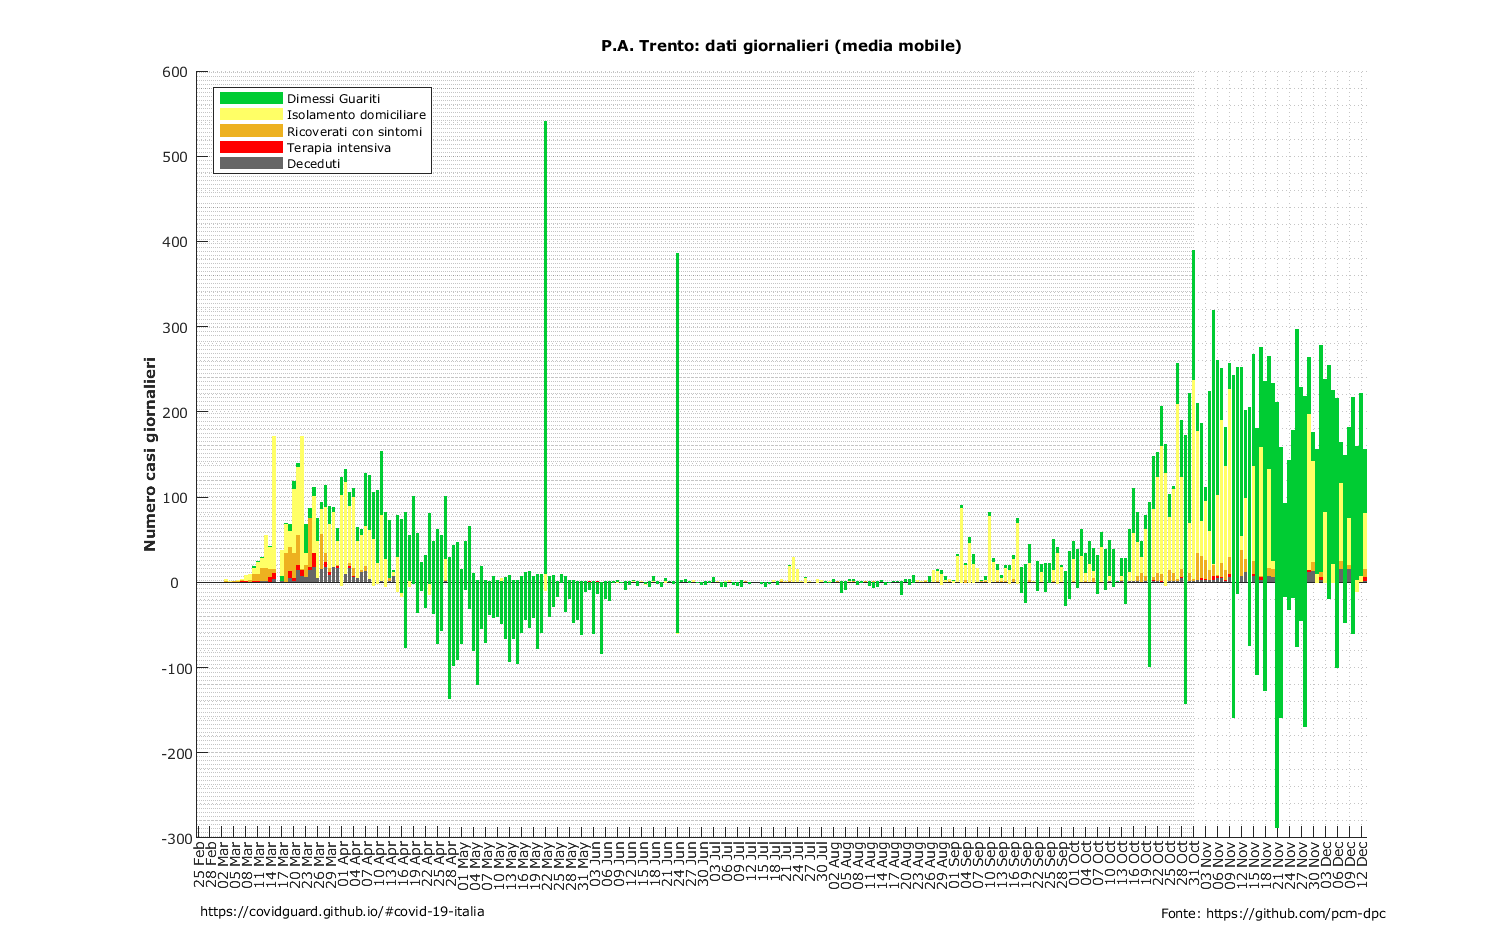 P.A. Trento: dati giornalieri (media mobile)
600
500
400
300
200
100
0
-100
-200
-300
Numero casi giornalieri
Dimessi Guariti
Isolamento domiciliare
Ricoverati con sintomi
Terapia intensiva
Deceduti
25 Feb
28 Feb
02 Mar
05 Mar
08 Mar
11 Mar
14 Mar
17 Mar
20 Mar
23 Mar
26 Mar
29 Mar
01 Apr
04 Apr
07 Apr
10 Apr
13 Apr
16 Apr
19 Apr
22 Apr
25 Apr
28 Apr
01 May
04 May
07 May
10 May
13 May
16 May
19 May
22 May
25 May
28 May
31 May
03 Jun
06 Jun
09 Jun
12 Jun
15 Jun
18 Jun
21 Jun
24 Jun
27 Jun
30 Jun
03 Jul
06 Jul
09 Jul
12 Jul
15 Jul
18 Jul
21 Jul
24 Jul
27 Jul
30 Jul
02 Aug
05 Aug
08 Aug
11 Aug
14 Aug
17 Aug
20 Aug
23 Aug
26 Aug
29 Aug
01 Sep
04 Sep
07 Sep
10 Sep
13 Sep
16 Sep
19 Sep
22 Sep
25 Sep
28 Sep
01 Oct
04 Oct
07 Oct
10 Oct
13 Oct
16 Oct
19 Oct
22 Oct
25 Oct
28 Oct
31 Oct
03 Nov
06 Nov
09 Nov
12 Nov
15 Nov
18 Nov
21 Nov
24 Nov
27 Nov
30 Nov
03 Dec
06 Dec
09 Dec
12 Dec
https://covidguard.github.io/#covid-19-italia
Fonte: https://github.com/pcm-dpc